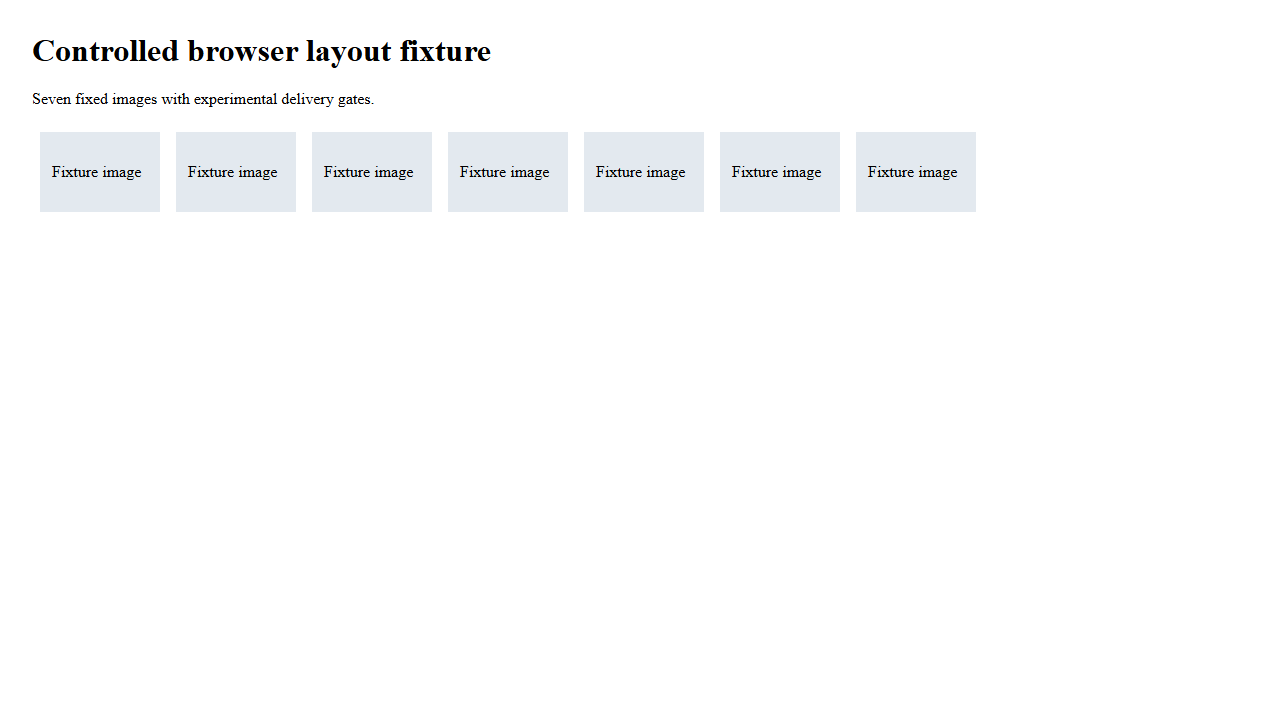 Controlled browser layout fixture
Seven fixed images with experimental delivery gates.
Fixture image Fixture image Fixture image Fixture image Fixture image Fixture image Fixture image